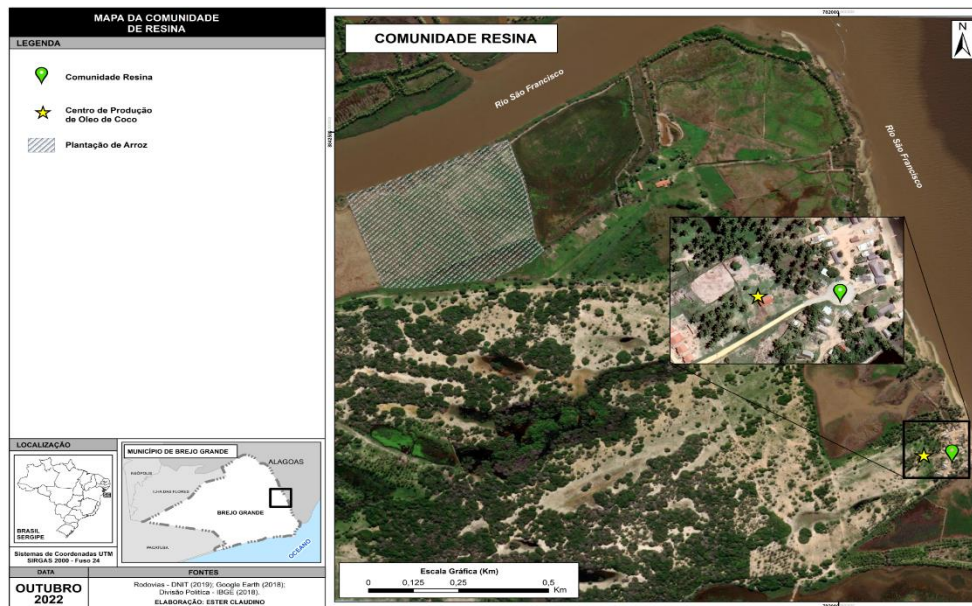 MAPA DA COMUNIDADE
DE RESINA
LEGENDA
Comunidade Resina
Centro de Produção
de Oleo de Coco
Plantação de Arroz
LOCALIZAÇÃO
BRASIL
SERGIPE
MUNICÍPIO DE BREJO GRANDE
ALAGOAS
BREJO GRANDE
PACATUBA
OCEANO
Sistemas de Coordonadas UTM
SIRGAS 2000 - Fuso 24
DATA
OUTUBRO
2022
FONTES
Rodovias - DNIT (2019); Google Earth (2018);
Divisão Política - IBGE (2018).
ELABORAÇÃO: ESTER CLAUDINO
COMUNIDADE RESINA
N
Rio São Francisco
Rio São Francisco
Escala Gráfica (Km)
0 0,125 0,25 0,5
Km